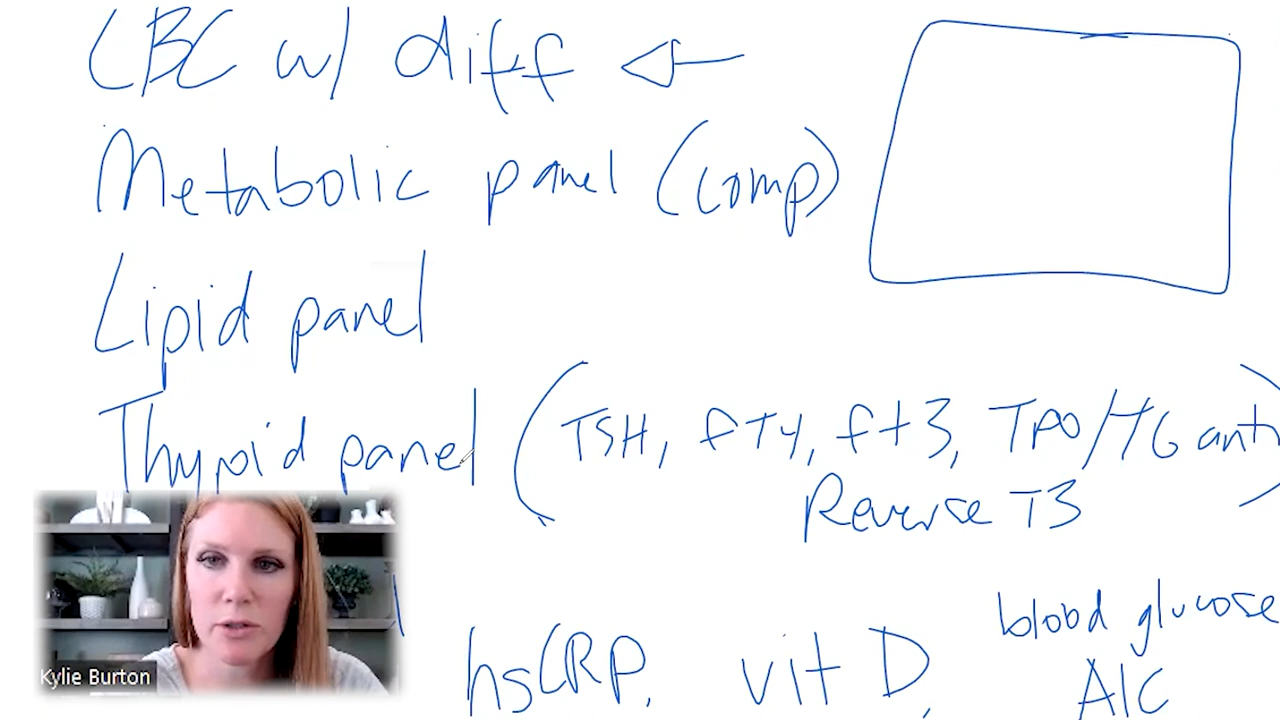 CBC w/ diff ←
Metabolic panel (comp)
Lipid panel
Thyroid panel (TSH, fT4, ft3, TPO/TG anti)
Reverse T3
blood glucose
hsCRP, vit D, A1C
Kylie Burton